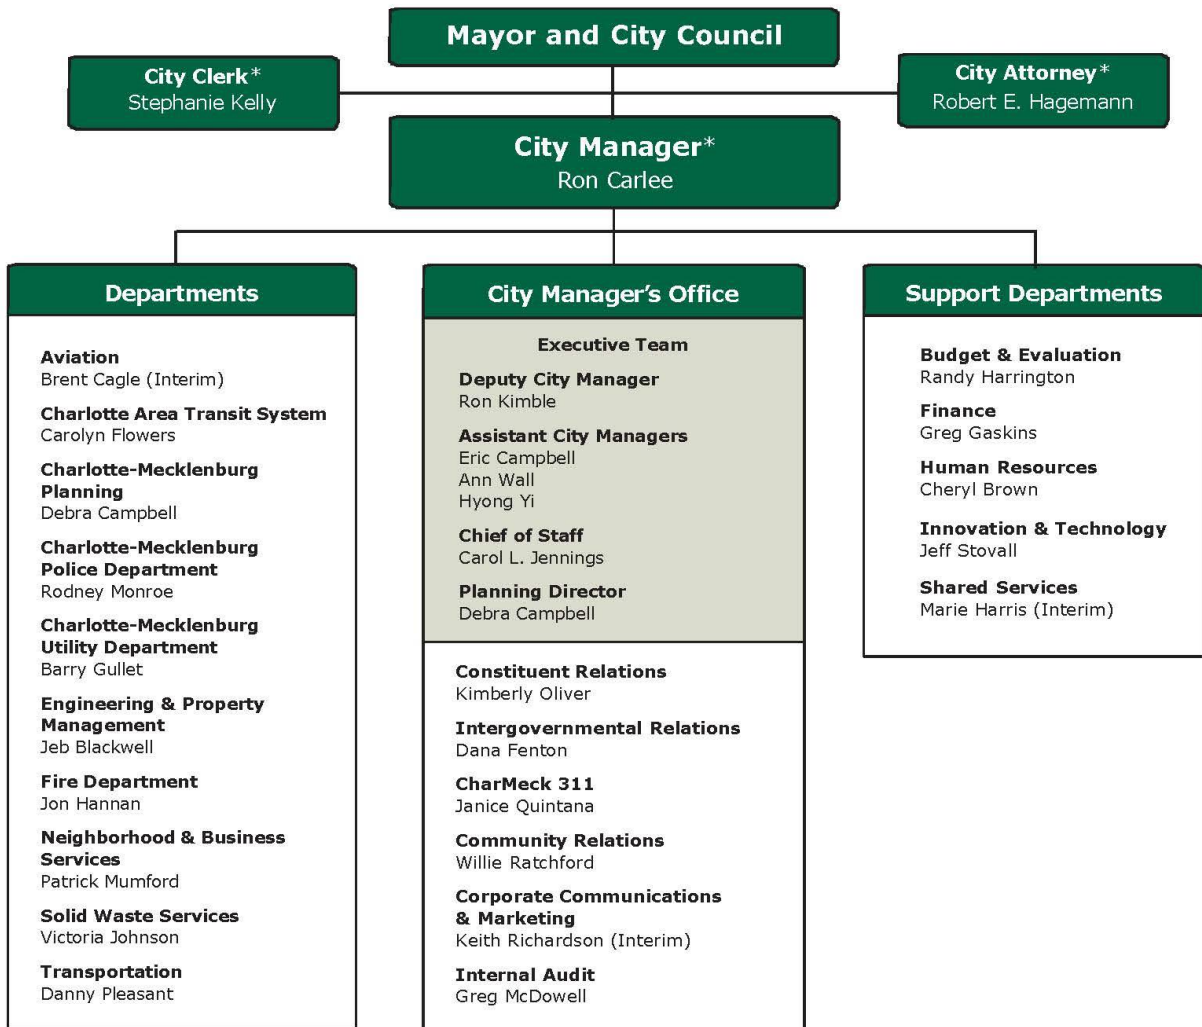 Mayor and City Council
City Clerk*
Stephanie Kelly
City Attorney*
Robert E. Hagemann
City Manager*
Ron Carlee
Departments
Aviation
Brent Cagle (Interim)
Charlotte Area Transit System
Carolyn Flowers
Charlotte-Mecklenburg
Planning
Debra Campbell
Charlotte-Mecklenburg
Police Department
Rodney Monroe
Charlotte-Mecklenburg
Utility Department
Barry Gullet
Engineering & Property
Management
Jeb Blackwell
Fire Department
Jon Hannan
Neighborhood & Business
Services
Patrick Mumford
Solid Waste Services
Victoria Johnson
Transportation
Danny Pleasant
City Manager's Office
Executive Team
Deputy City Manager
Ron Kimble
Assistant City Managers
Eric Campbell
Ann Wall
Hyong Yi
Chief of Staff
Carol L. Jennings
Planning Director
Debra Campbell
Constituent Relations
Kimberly Oliver
Intergovernmental Relations
Dana Fenton
CharMeck 311
Janice Quintana
Community Relations
Willie Ratchford
Corporate Communications
& Marketing
Keith Richardson (Interim)
Internal Audit
Greg McDowell
Support Departments
Budget & Evaluation
Randy Harrington
Finance
Greg Gaskins
Human Resources
Cheryl Brown
Innovation & Technology
Jeff Stovall
Shared Services
Marie Harris (Interim)